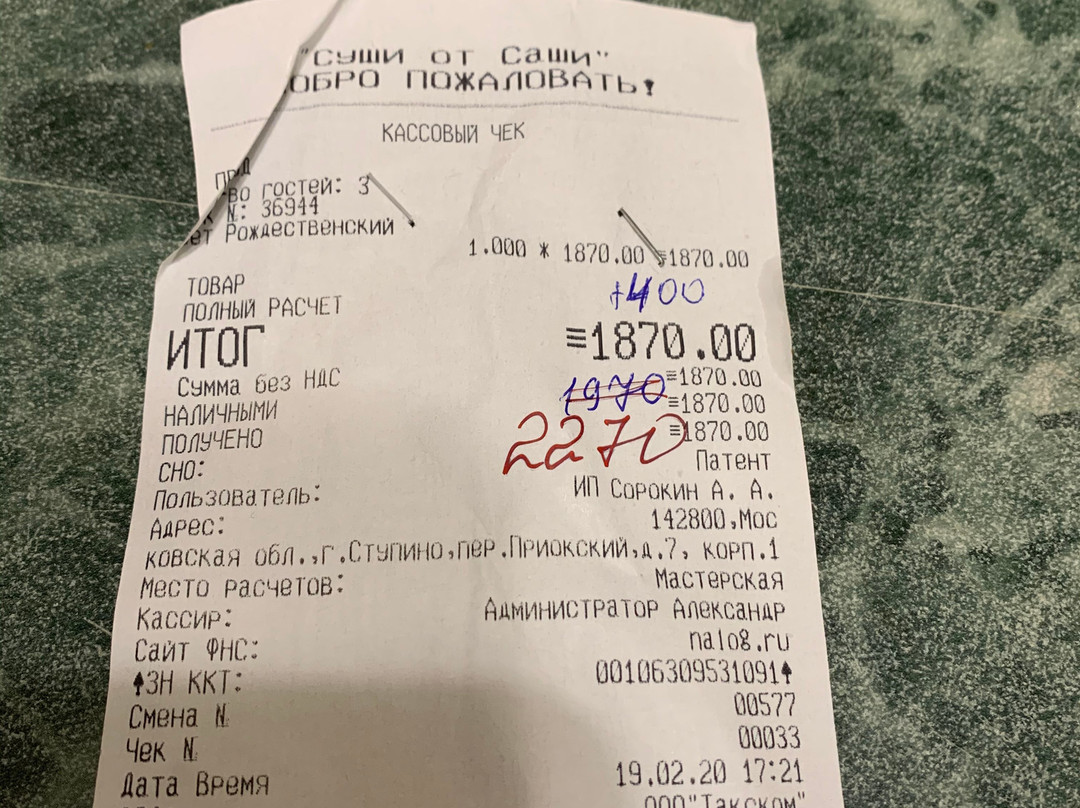 "Суши от Саши"
ОБРО ПОЖАЛОВАТЬ!
КАССОВЫЙ ЧЕК
ПРД
во гостей: 3
N: 36944
ет Рождественский
1.000 * 1870.00 ≡1870.00
ТОВАР
+400
ПОЛНЫЙ РАСЧЕТ
ИТОГ ≡1870.00
Сумма без НДС ≡1870.00
1970
НАЛИЧНЫМИ ≡1870.00
ПОЛУЧЕНО ≡1870.00
2270
СНО: Патент
Пользователь: ИП Сорокин А. А.
Адрес: 142800,Мос
ковская обл.,г.Ступино,пер.Приокский,д.7, корп.1
Место расчетов: Мастерская
Кассир: Администратор Александр
Сайт ФНС: nalog.ru
↑ЗН ККТ: 00106309531091↑
Смена N 00577
Чек N 00033
Дата Время 19.02.20 17:21
ООО"Такском"